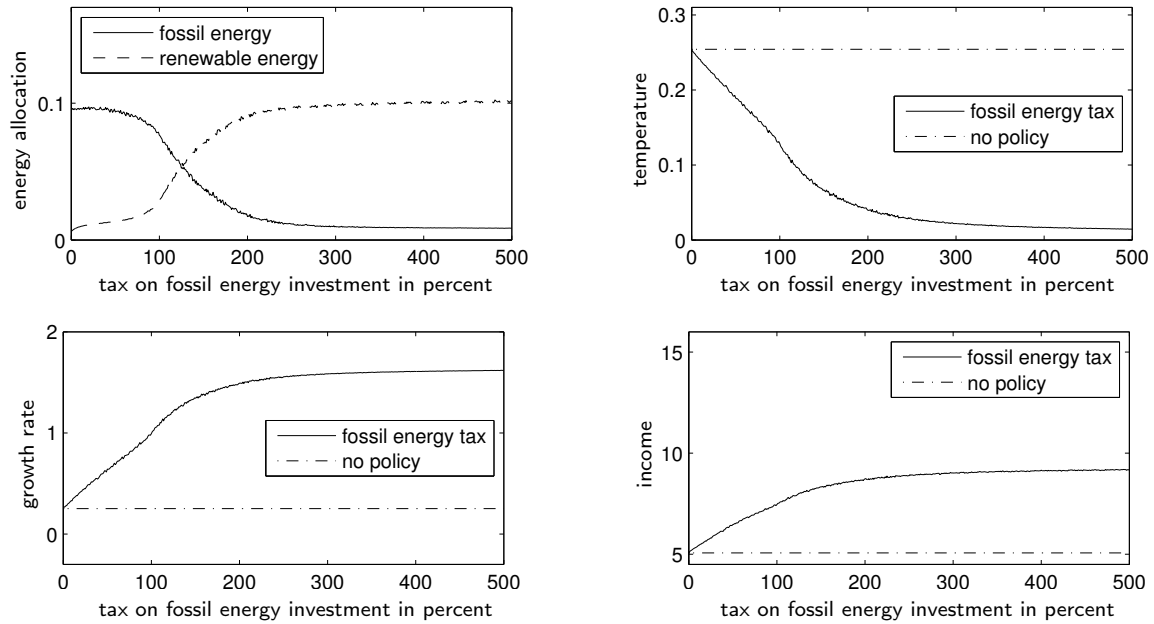 fossil energy
renewable energy
0.1
0
energy allocation
0 100 200 300 400 500
tax on fossil energy investment in percent
0.3
0.2
0.1
0
temperature
fossil energy tax
no policy
0 100 200 300 400 500
tax on fossil energy investment in percent
2
1
0
growth rate
fossil energy tax
no policy
0 100 200 300 400 500
tax on fossil energy investment in percent
15
10
5
income
fossil energy tax
no policy
0 100 200 300 400 500
tax on fossil energy investment in percent